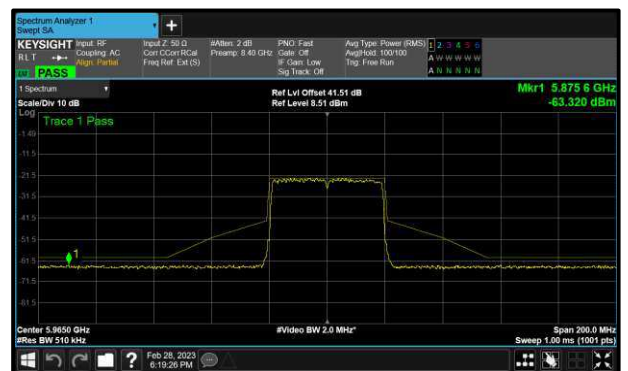 Spectrum Analyzer 1
Swept SA
+
KEYSIGHT
Input: RF
Input Z: 50 Ω
#Atten: 2 dB
PNO: Fast
Avg Type: Power (RMS)
1 2 3 4 5 6
RLT
Coupling: AC
Corr CCorr RCal
Preamp: 8.40 GHz
Gate: Off
Avg|Hold: 100/100
A W W W W W
Align: Partial
Freq Ref: Ext (S)
IF Gain: Low
Trig: Free Run
PASS
Sig Track: Off
A N N N N N
1 Spectrum
Ref Lvl Offset 41.51 dB
Mkr1 5.875 6 GHz
Scale/Div 10 dB
Ref Level 8.51 dBm
-63.320 dBm
Log
Trace 1 Pass
-1.49
-11.5
-21.5
-31.5
-41.5
-51.5
1
-61.5
-71.5
-81.5
Center 5.9650 GHz
#Video BW 2.0 MHz*
Span 200.0 MHz
#Res BW 510 kHz
Sweep 1.00 ms (1001 pts)
?
Feb 28, 2023
6:19:26 PM